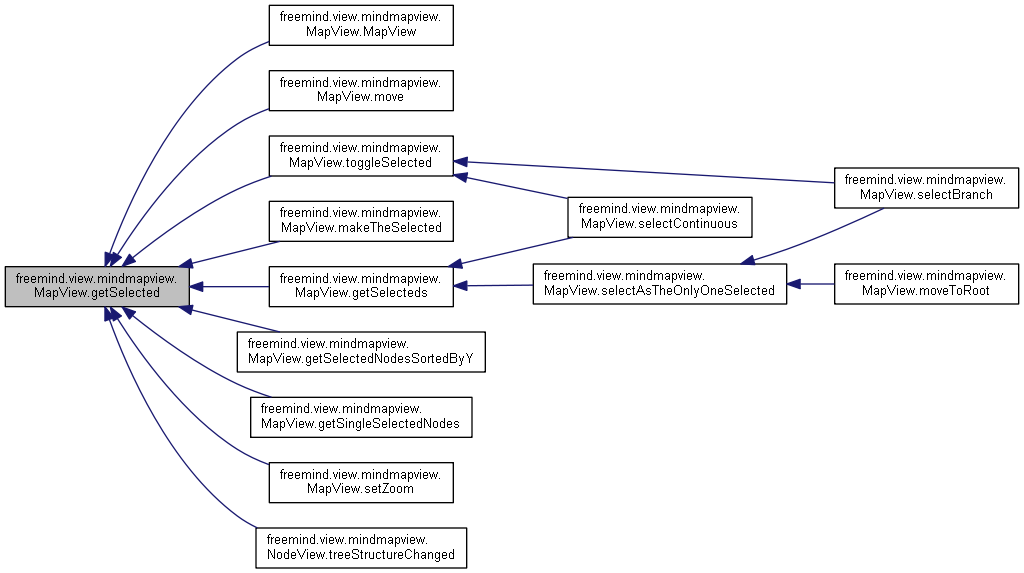 freemind.view.mindmapview.
MapView.MapView
freemind.view.mindmapview.
MapView.move
freemind.view.mindmapview.
MapView.toggleSelected
freemind.view.mindmapview.
MapView.selectBranch
freemind.view.mindmapview.
MapView.makeTheSelected
freemind.view.mindmapview.
MapView.selectContinuous
freemind.view.mindmapview.
MapView.getSelected
freemind.view.mindmapview.
MapView.getSelecteds
freemind.view.mindmapview.
MapView.selectAsTheOnlyOneSelected
freemind.view.mindmapview.
MapView.moveToRoot
freemind.view.mindmapview.
MapView.getSelectedNodesSortedByY
freemind.view.mindmapview.
MapView.getSingleSelectedNodes
freemind.view.mindmapview.
MapView.setZoom
freemind.view.mindmapview.
NodeView.treeStructureChanged